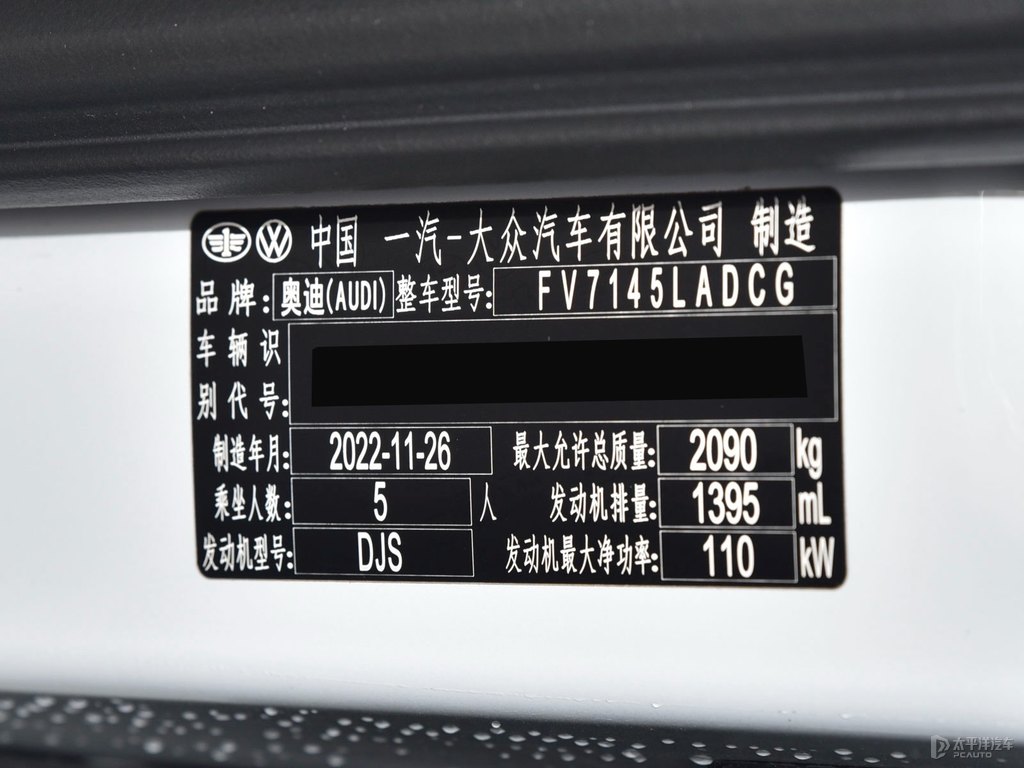 中国 一汽-大众汽车有限公司 制造
品牌: 奥迪(AUDI) 整车型号: FV7145LADCG
车辆识
别代号:
制造年月: 2022-11-26 最大允许总质量: 2090 kg
乘坐人数: 5 人 发动机排量: 1395 mL
发动机型号: DJS 发动机最大净功率: 110 kW
太平洋汽车
PCAUTO